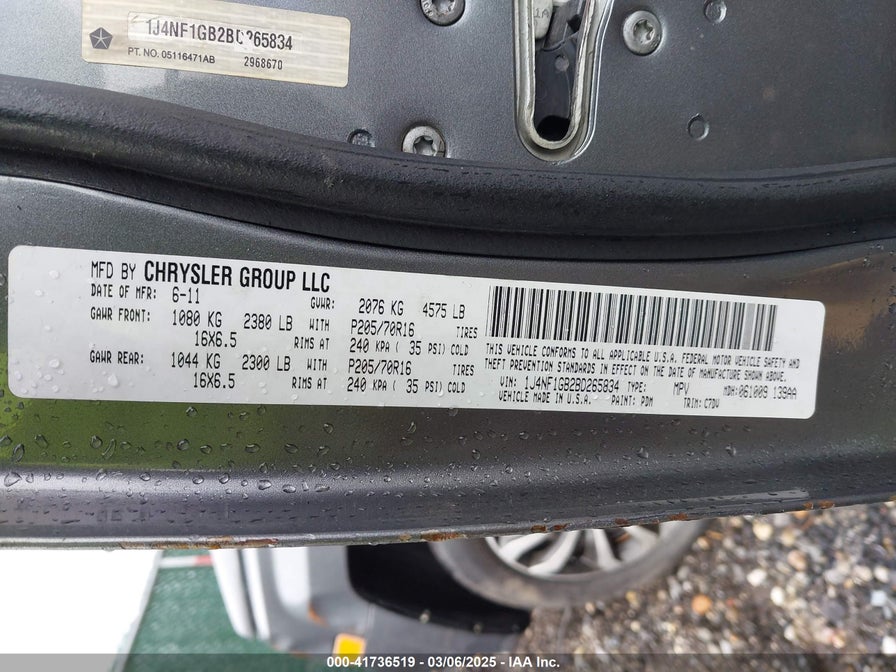 1J4NF1GB2BD265834
PT. NO. 05116471AB 2968670
1A
MFD BY CHRYSLER GROUP LLC
DATE OF MFR: 6-11 GVWR: 2076 KG 4575 LB
GAWR FRONT: 1080 KG 2380 LB WITH P205/70R16 TIRES
16X6.5 RIMS AT 240 KPA ( 35 PSI) COLD
GAWR REAR: 1044 KG 2300 LB WITH P205/70R16 TIRES
16X6.5 RIMS AT 240 KPA ( 35 PSI) COLD
THIS VEHICLE CONFORMS TO ALL APPLICABLE U.S.A. FEDERAL MOTOR VEHICLE SAFETY AND
THEFT PREVENTION STANDARDS IN EFFECT ON THE DATE OF MANUFACTURE SHOWN ABOVE.
VIN: 1J4NF1GB2BD265834 TYPE: MPV MDH: 061009 139AA
VEHICLE MADE IN U.S.A. PAINT: PDM TRIM: C7DV
000-41736519 — 03/06/2025 — IAA Inc.